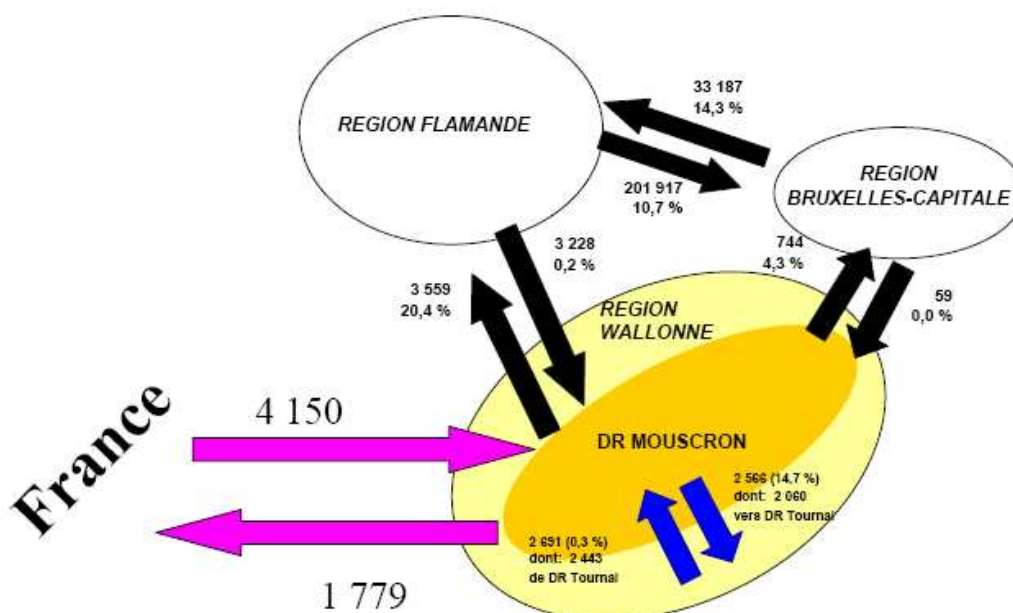 33 187
14,3 %
REGION FLAMANDE
REGION
BRUXELLES-CAPITALE
201 917
10,7 %
3 228
0,2 %
744
4,3 %
3 559
20,4 %
59
0,0 %
REGION
WALLONNE
France
4 150
DR MOUSCRON
2 566 (14,7 %)
dont: 2 060
vers DR Tournai
2 691 (0,3 %)
dont: 2 443
de DR Tournai
1 779